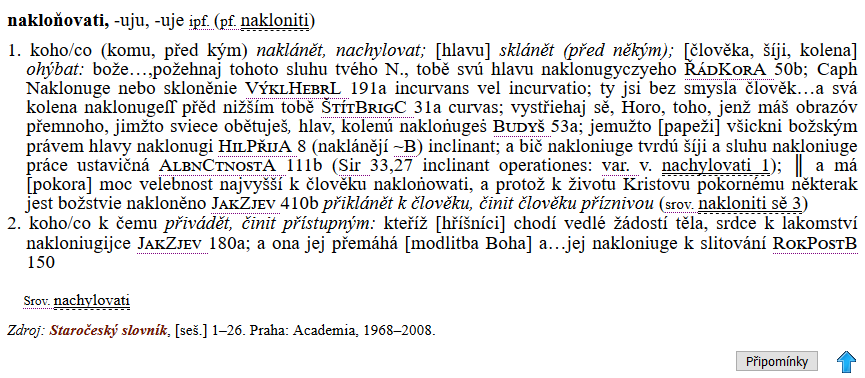 nakloňovati, -uju, -uje ipf. (pf. nakloniti)
1. koho/co (komu, před kým) naklánět, nachylovat; [hlavu] sklánět (před někým); [člověka, šíji, kolena]
ohýbat: bože…,požehnaj tohoto sluhu tvého N., tobě svú hlavu naklonugyczyeho ŘádKorA 50b; Caph
Naklonuge nebo skloněnie VýklHebrL 191a incurvans vel incurvatio; ty jsi bez smysla člověk…a svá
kolena naklonugeſſ přěd nižším tobě ŠtítBrigC 31a curvas; vystřiehaj sě, Horo, toho, jenž máš obrazóv
přemnoho, jimžto sviece obětuješ, hlav, kolenú nakloňugeš Budyš 53a; jemužto [papeži] všickni božským
právem hlavy naklonugi HilPřijA 8 (naklánějí ~B) inclinant; a bič nakloniuge tvrdú šíji a sluhu nakloniuge
práce ustavičná AlbnCtnostA 111b (Sir 33,27 inclinant operationes: var. v. nachylovati 1); ║ a má
[pokora] moc velebnost najvyšší k člověku nakloňowati, a protož k životu Kristovu pokornému některak
jest božstvie nakloněno JakZjev 410b přiklánět k člověku, činit člověku příznivou (srov. nakloniti sě 3)
2. koho/co k čemu přivádět, činit přístupným: kteříž [hříšníci] chodí vedlé žádostí těla, srdce k lakomství
nakloniugijce JakZjev 180a; a ona jej přemáhá [modlitba Boha] a…jej nakloniuge k slitování RokPostB
150
Srov. nachylovati
Zdroj: Staročeský slovník, [seš.] 1–26. Praha: Academia, 1968–2008.
Připomínky